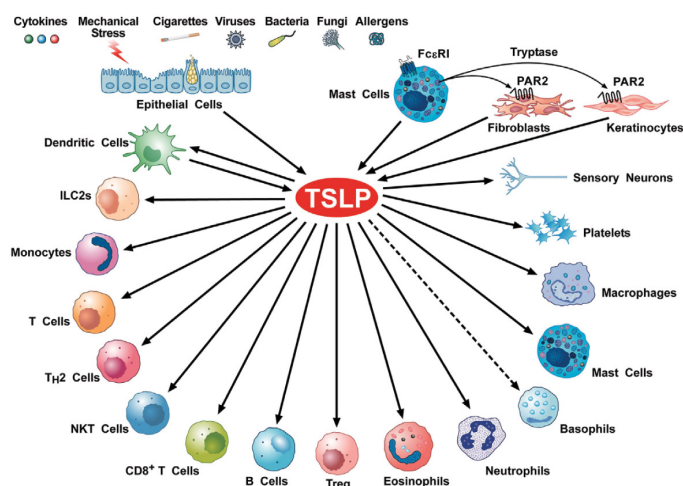 Cytokines
Mechanical
Stress
Cigarettes
Viruses
Bacteria
Fungi
Allergens
Epithelial Cells
FcεRI
Mast Cells
Tryptase
PAR2
PAR2
Fibroblasts
Keratinocytes
Dendritic Cells
TSLP
Sensory Neurons
ILC2s
Platelets
Monocytes
Macrophages
T Cells
Mast Cells
TH2 Cells
Basophils
NKT Cells
Neutrophils
CD8+ T Cells
B Cells
Treg
Eosinophils